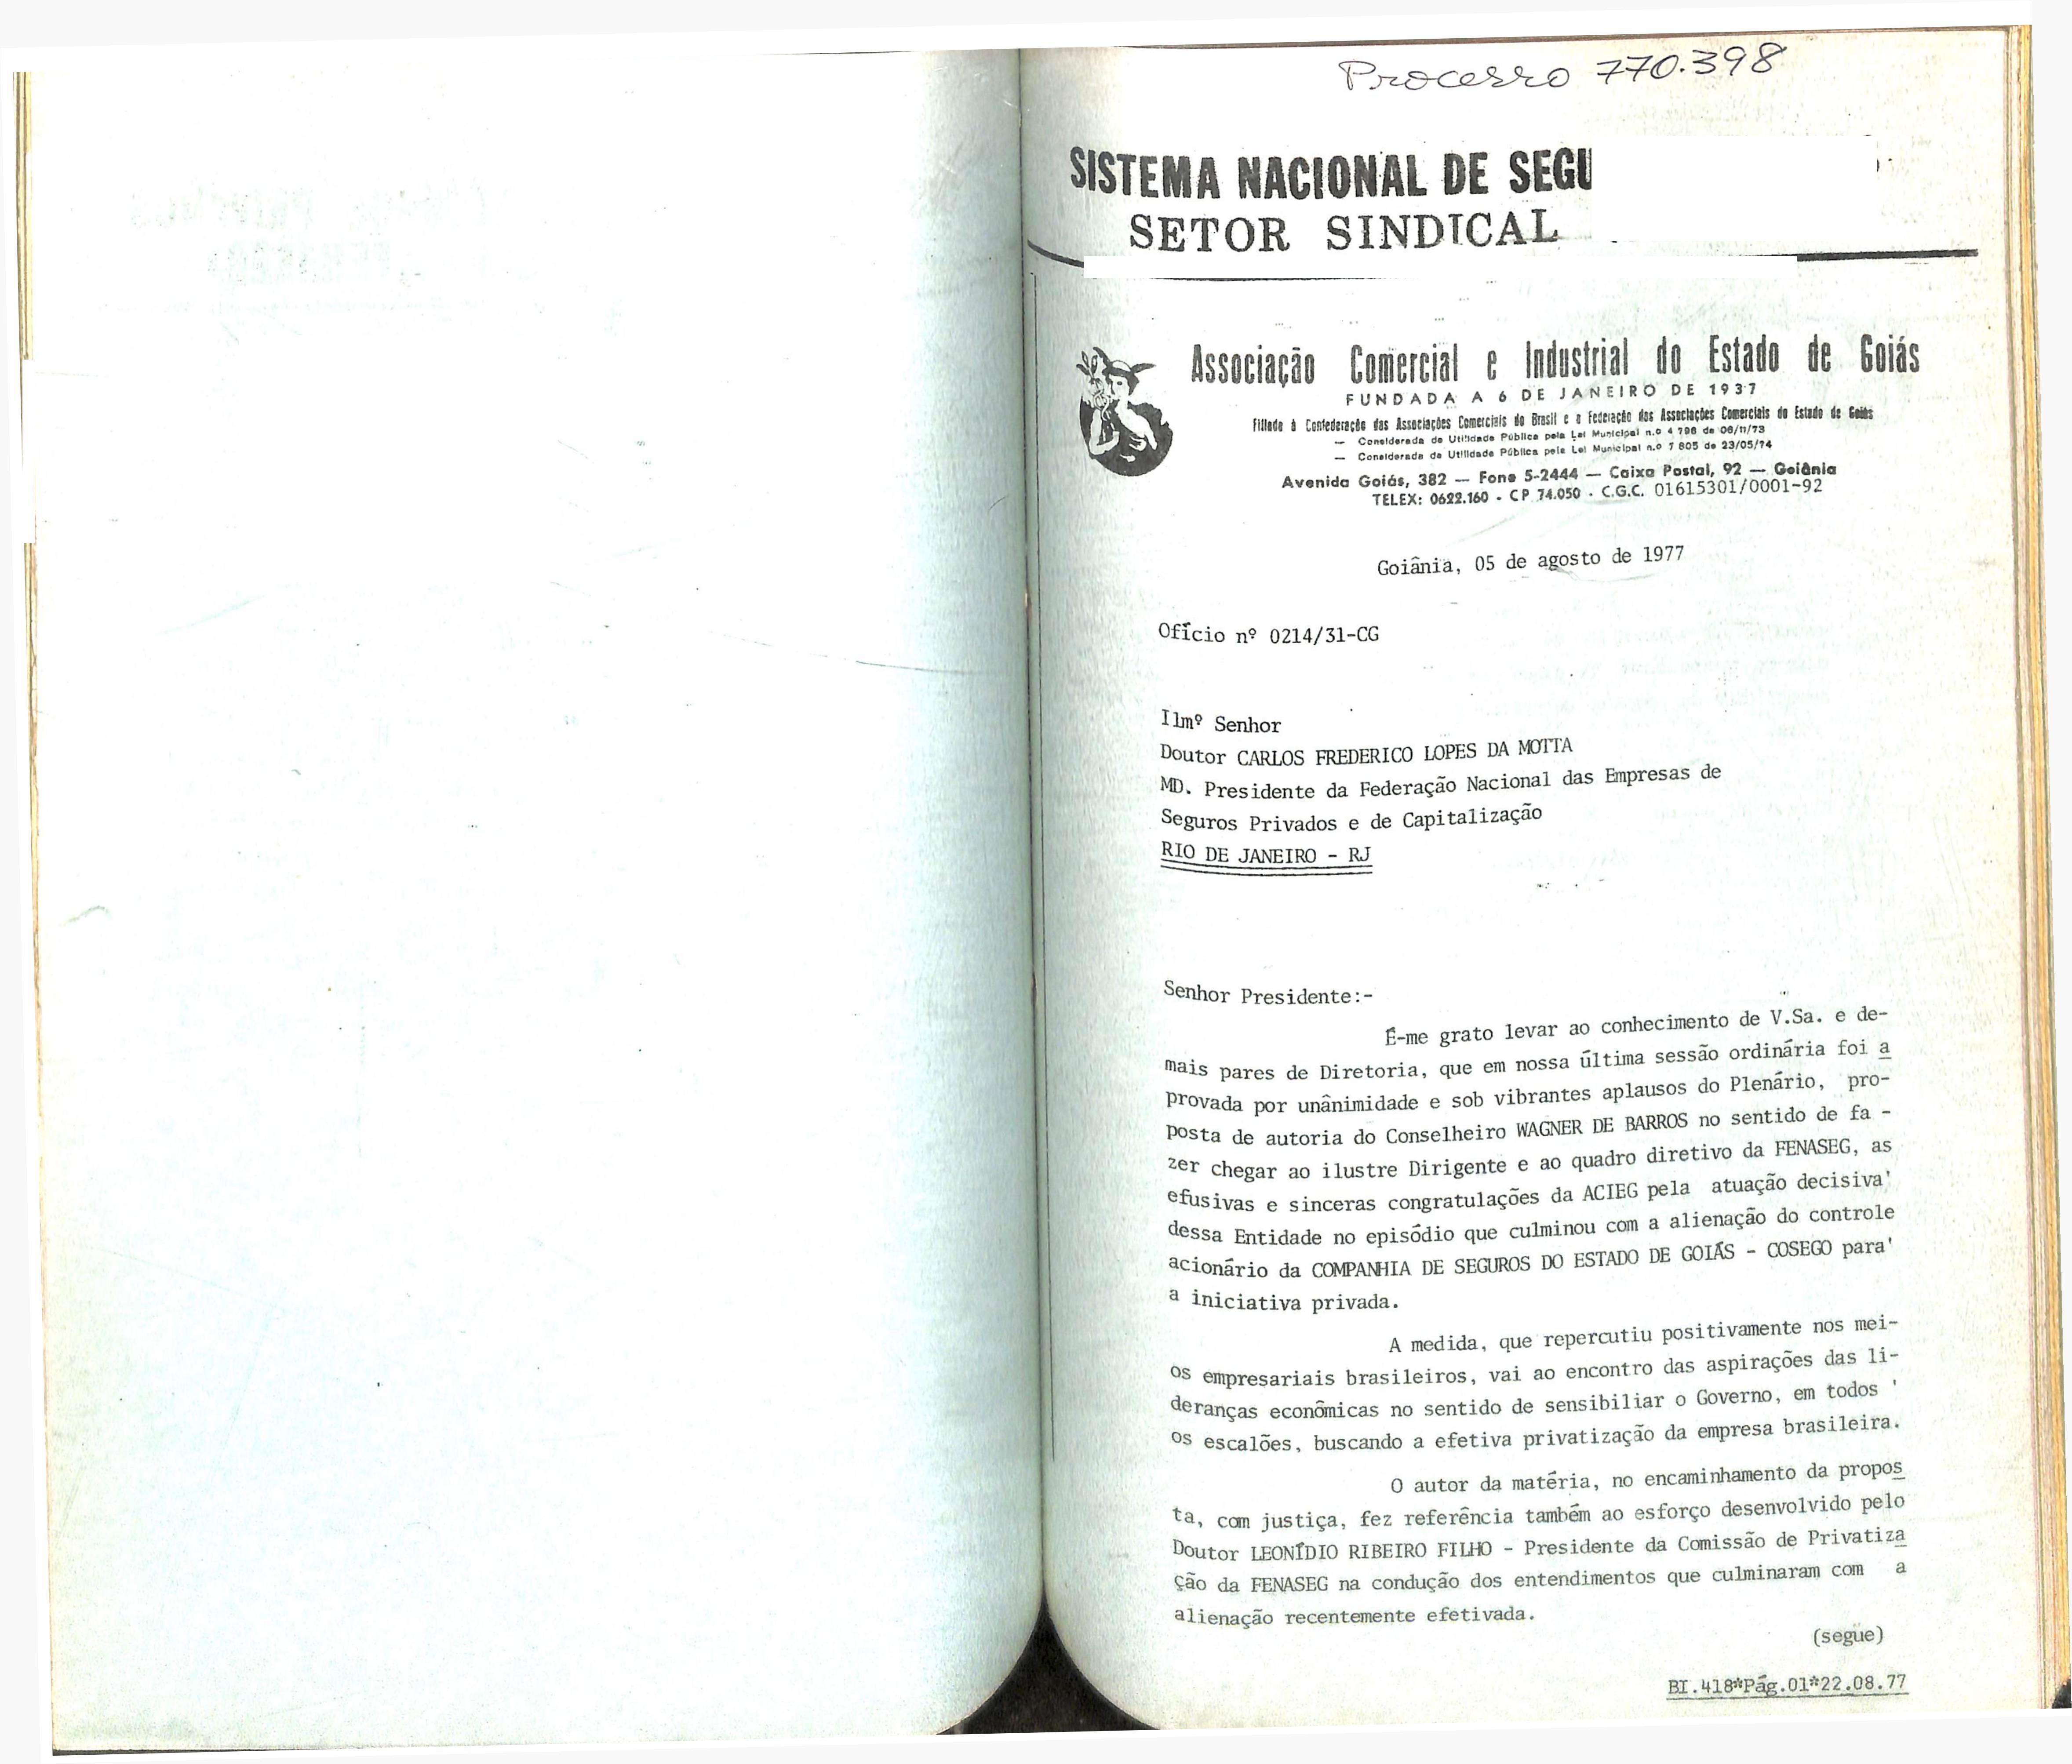 Processo 770.398
SISTEMA NACIONAL DE SEGU
SETOR SINDICAL
Associação Comercial e Industrial do Estado de Goiás
FUNDADA A 6 DE JANEIRO DE 1937
Filiada à Confederação das Associações Comerciais do Brasil e a Federação das Associações Comerciais do Estado de Goiás
— Considerada de Utilidade Pública pela Lei Municipal n.o 4 798 de 06/11/73
— Considerada de Utilidade Pública pela Lei Municipal n.o 7 805 de 23/05/74
Avenida Goiás, 382 — Fone 5-2444 — Caixa Postal, 92 — Goiânia
TELEX: 0622.160 - CP 74.050 - C.G.C. 01615301/0001-92
Goiânia, 05 de agosto de 1977
Ofício nº 0214/31-CG
Ilmº Senhor
Doutor CARLOS FREDERICO LOPES DA MOTTA
MD. Presidente da Federação Nacional das Empresas de
Seguros Privados e de Capitalização
RIO DE JANEIRO - RJ
Senhor Presidente:-
É-me grato levar ao conhecimento de V.Sa. e de-
mais pares de Diretoria, que em nossa última sessão ordinária foi a
provada por unânimidade e sob vibrantes aplausos do Plenário, pro-
posta de autoria do Conselheiro WAGNER DE BARROS no sentido de fa -
zer chegar ao ilustre Dirigente e ao quadro diretivo da FENASEG, as
efusivas e sinceras congratulações da ACIEG pela atuação decisiva'
dessa Entidade no episódio que culminou com a alienação do controle
acionário da COMPANHIA DE SEGUROS DO ESTADO DE GOIÁS - COSEGO para'
a iniciativa privada.
A medida, que repercutiu positivamente nos mei-
os empresariais brasileiros, vai ao encontro das aspirações das li-
deranças econômicas no sentido de sensibiliar o Governo, em todos '
os escalões, buscando a efetiva privatização da empresa brasileira.
O autor da matéria, no encaminhamento da propos
ta, com justiça, fez referência também ao esforço desenvolvido pelo
Doutor LEONÍDIO RIBEIRO FILHO - Presidente da Comissão de Privatiza
ção da FENASEG na condução dos entendimentos que culminaram com a
alienação recentemente efetivada.
(segue)
BI.418*Pág.01*22.08.77